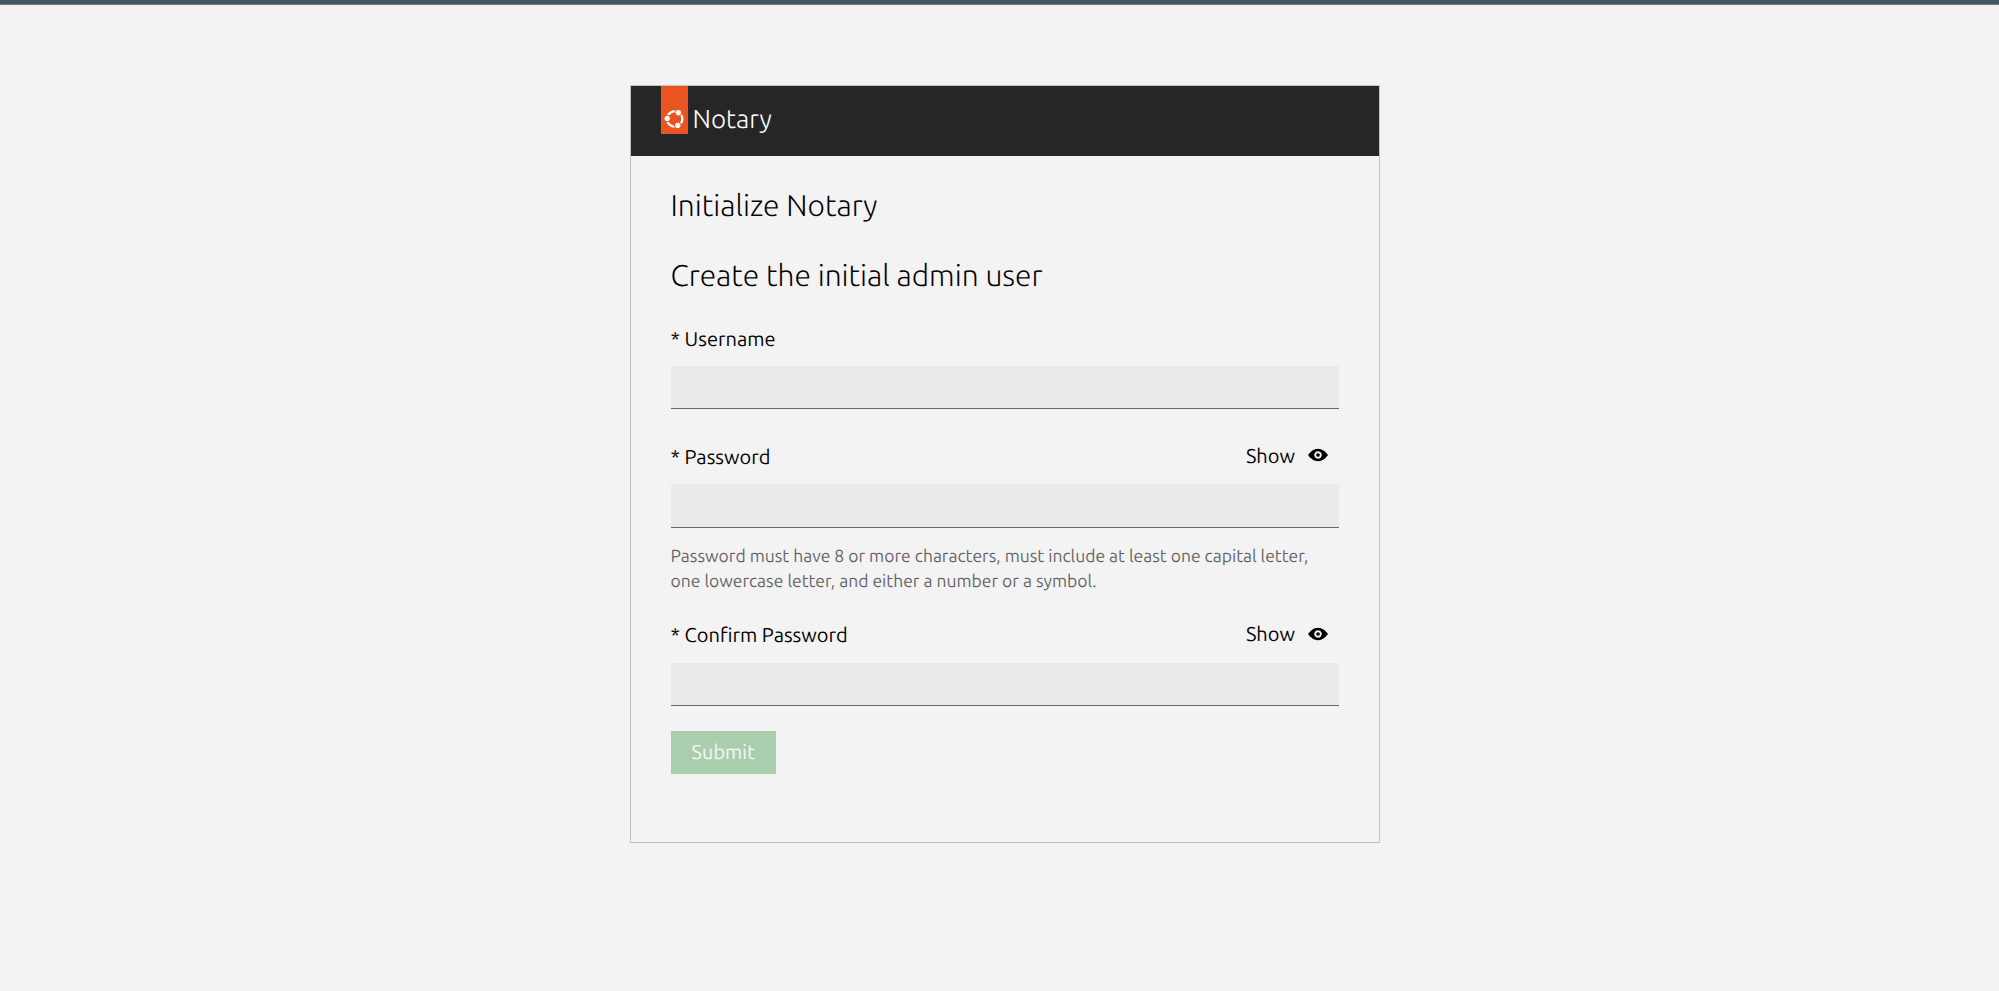 Notary
Initialize Notary
Create the initial admin user
* Username
* Password
Show
Password must have 8 or more characters, must include at least one capital letter,
one lowercase letter, and either a number or a symbol.
* Confirm Password
Show
Submit